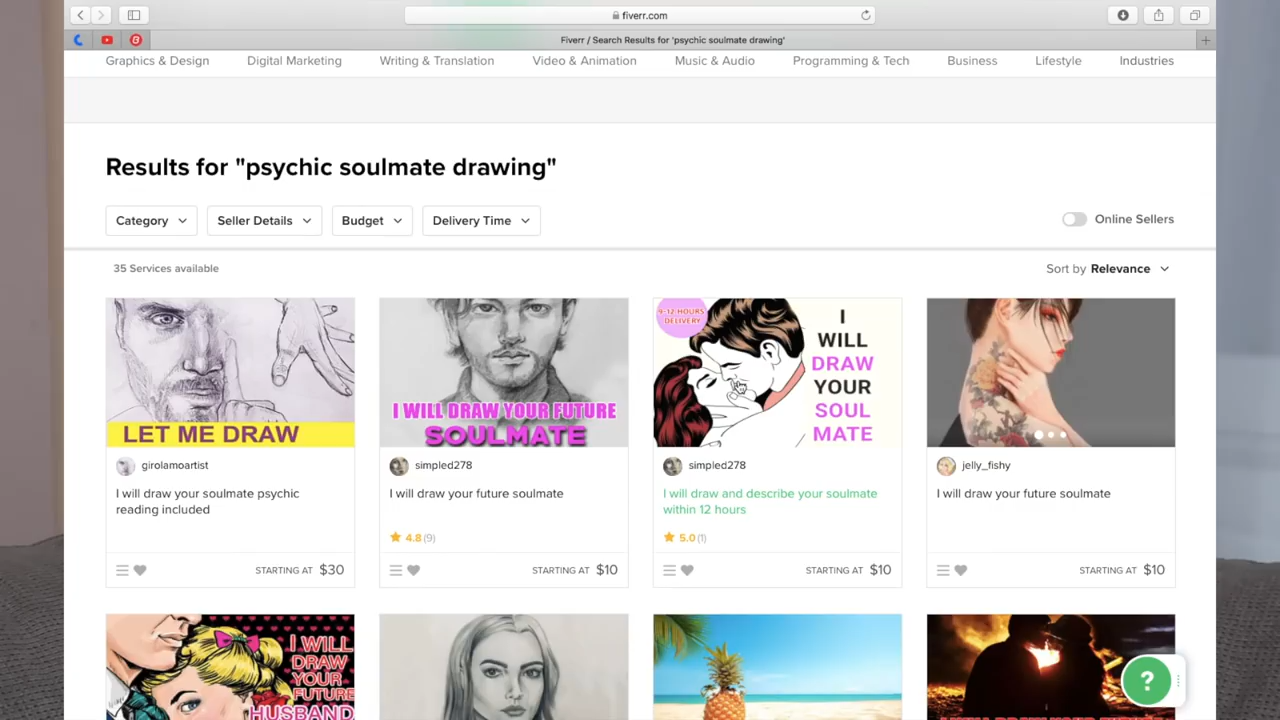 fiverr.com
Fiverr / Search Results for 'psychic soulmate drawing'
Graphics & Design Digital Marketing Writing & Translation Video & Animation Music & Audio Programming & Tech Business Lifestyle Industries
Results for "psychic soulmate drawing"
Category Seller Details Budget Delivery Time Online Sellers
35 Services available Sort by Relevance
LET ME DRAW
girolamoartist
I will draw your soulmate psychic
reading included
STARTING AT $30
I WILL DRAW YOUR FUTURE
SOULMATE
simpled278
I will draw your future soulmate
4.8 (9)
STARTING AT $10
9-12 HOURS
DELIVERY
I
WILL
DRAW
YOUR
SOUL
MATE
simpled278
I will draw and describe your soulmate
within 12 hours
5.0 (1)
STARTING AT $10
jelly_fishy
I will draw your future soulmate
STARTING AT $10
I WILL
DRAW
YOUR
FUTURE
HUSBAND
?